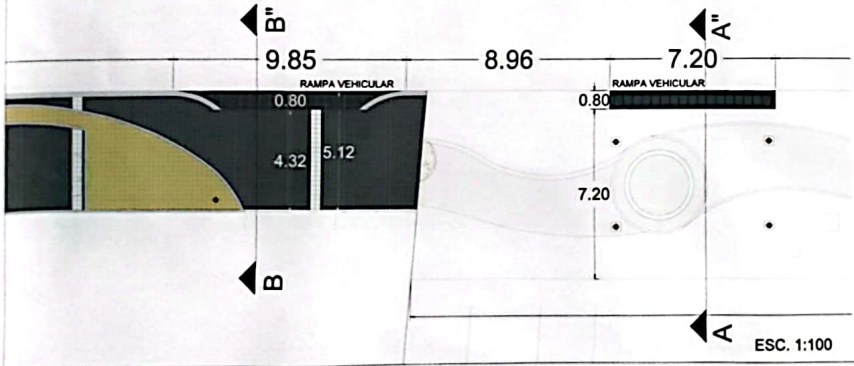 B"
A"
9.85
8.96
7.20
RAMPA VEHICULAR
RAMPA VEHICULAR
0.80
0.80
4.32
5.12
7.20
B
A
ESC. 1:100